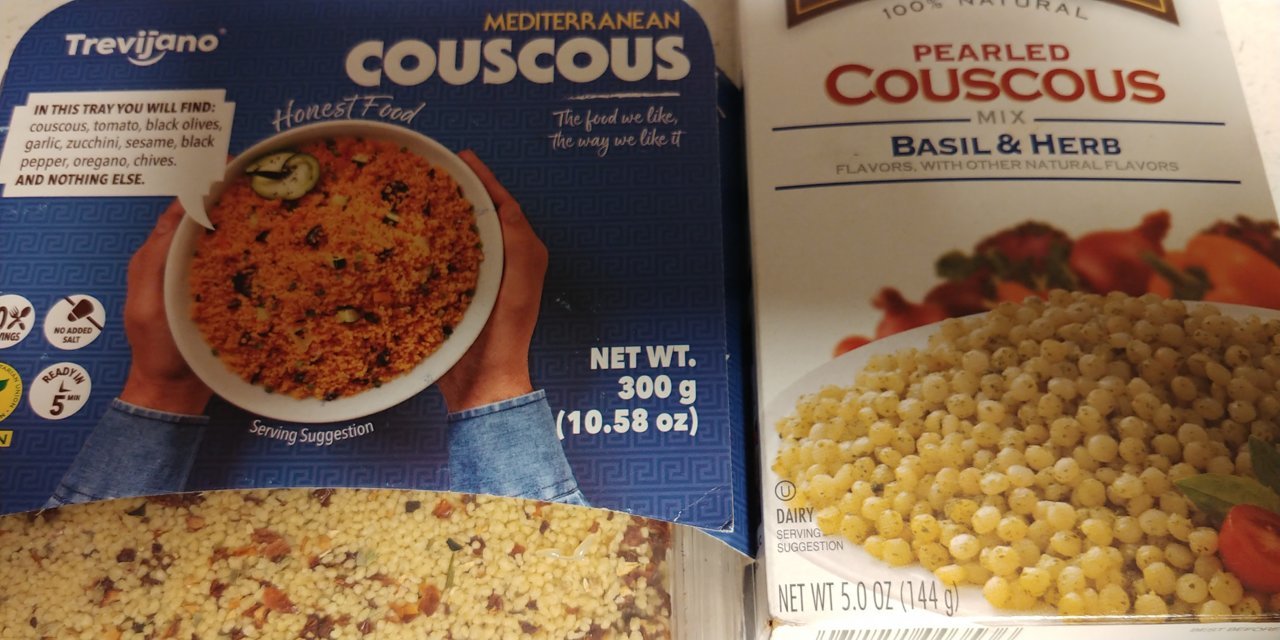 Trevijano
MEDITERRANEAN
COUSCOUS
IN THIS TRAY YOU WILL FIND:
couscous, tomato, black olives,
garlic, zucchini, sesame, black
pepper, oregano, chives.
AND NOTHING ELSE.
Honest Food
The food we like,
the way we like it
NO ADDED
SALT
READY IN
5 MIN
NET WT.
300 g
(10.58 oz)
Serving Suggestion
100% NATURAL
PEARLED
COUSCOUS
MIX
BASIL & HERB
FLAVORS, WITH OTHER NATURAL FLAVORS
U
DAIRY
SERVING
SUGGESTION
NET WT 5.0 OZ (144 g)